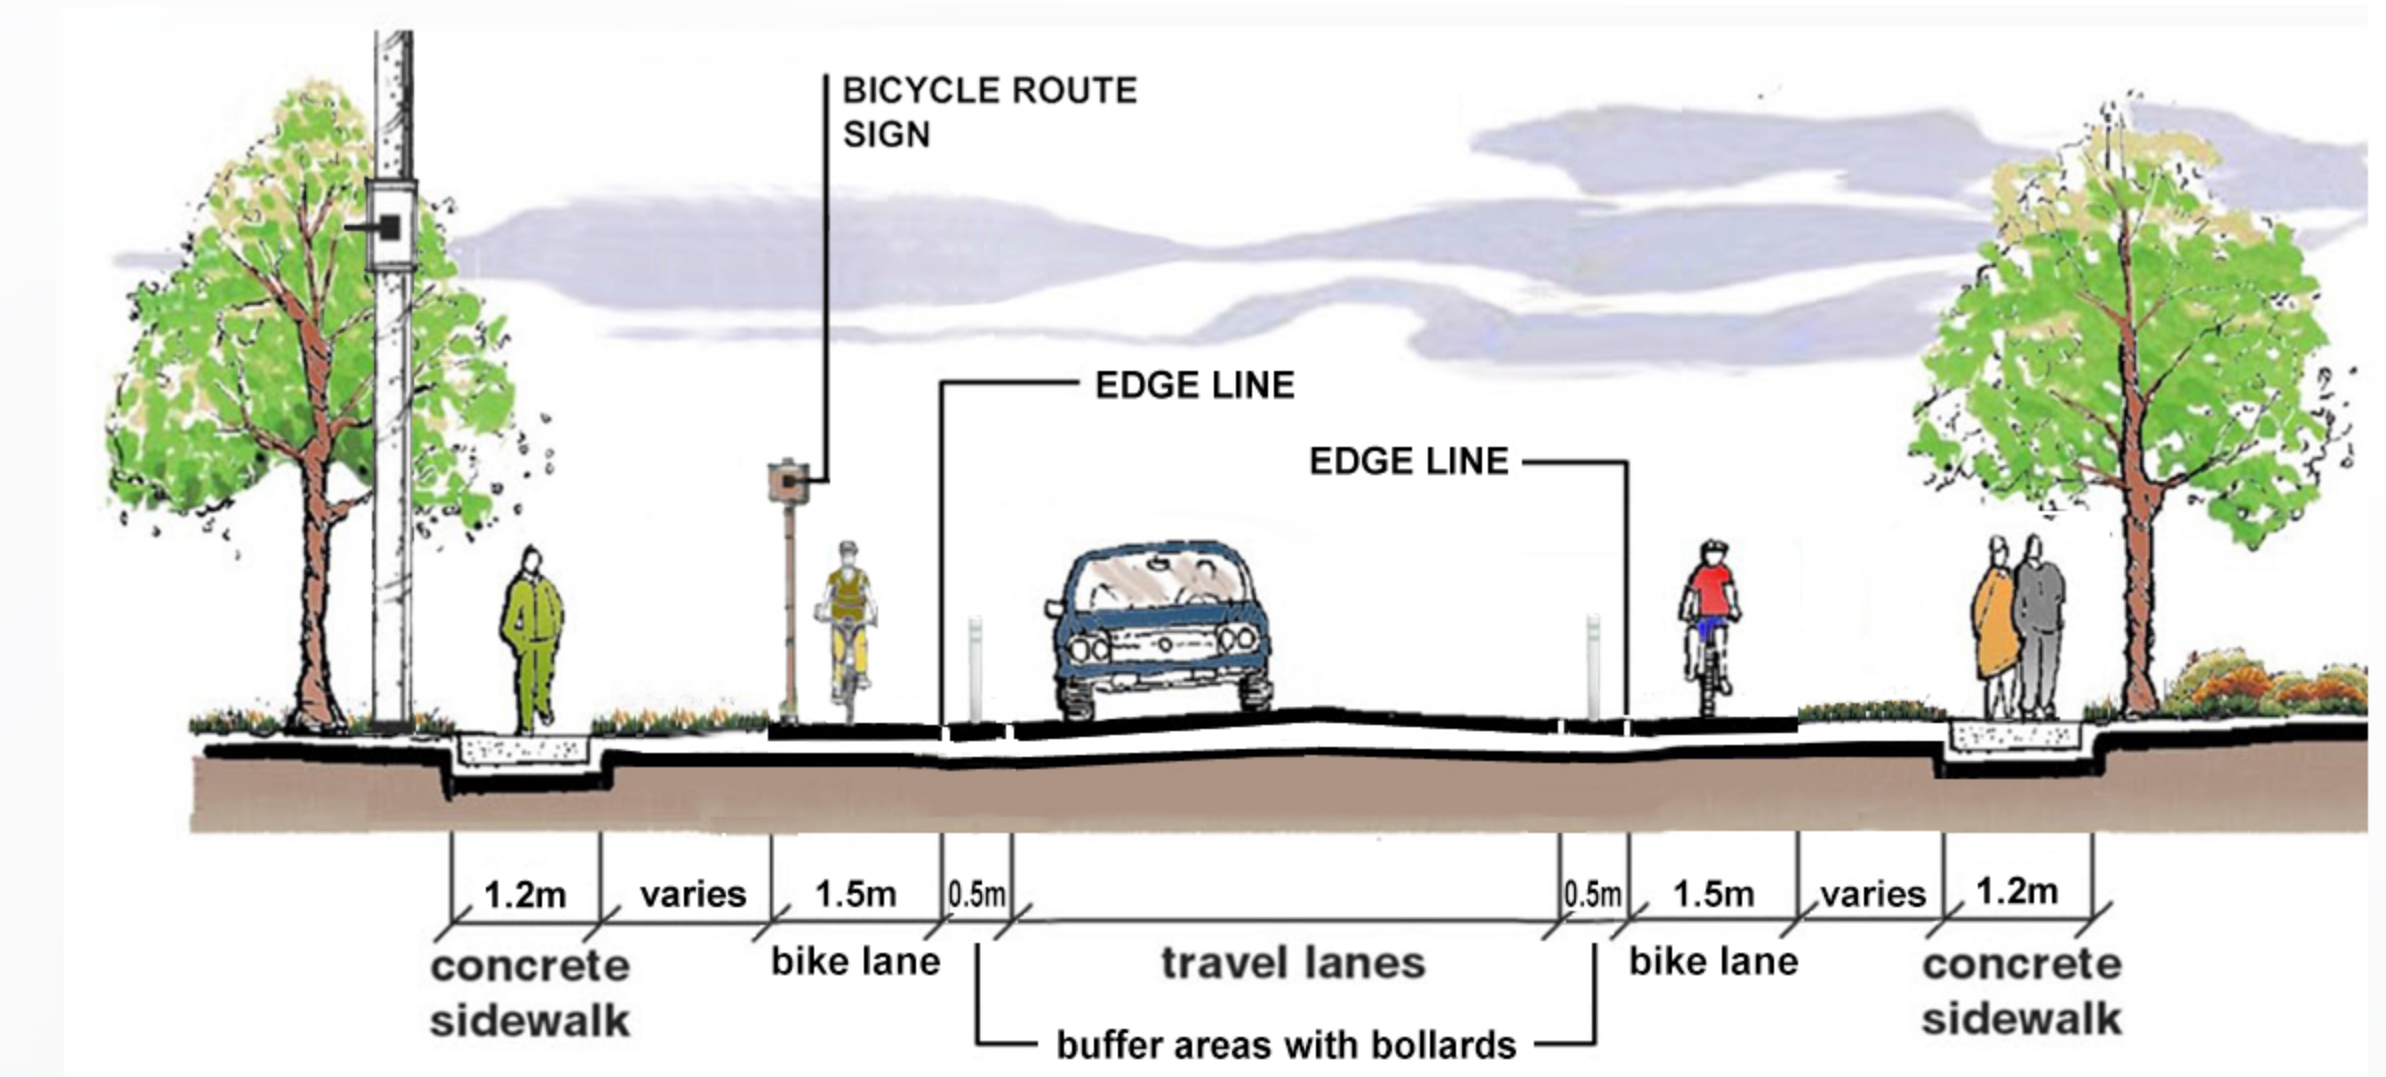 BICYCLE ROUTE
SIGN
EDGE LINE
EDGE LINE
1.2m varies 1.5m 0.5m 0.5m 1.5m varies 1.2m
concrete
sidewalk
bike lane
travel lanes
bike lane
concrete
sidewalk
buffer areas with bollards